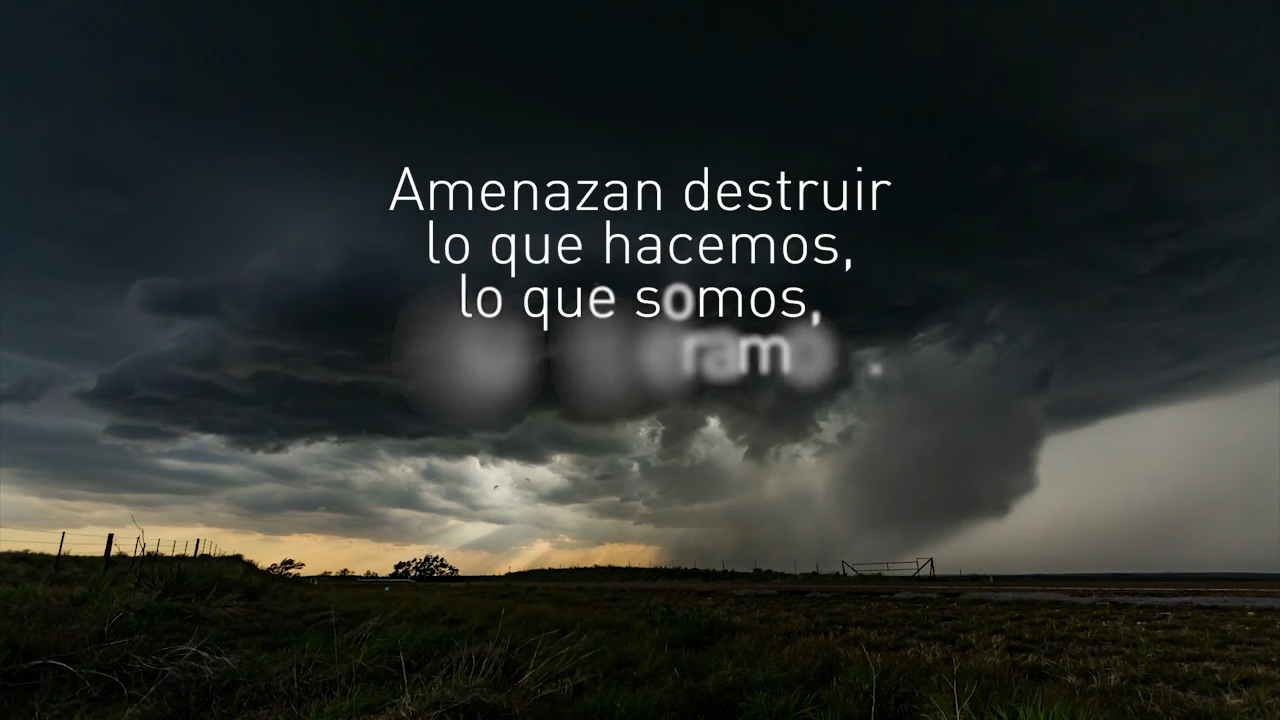 Amenazan destruir
lo que hacemos,
lo que somos,